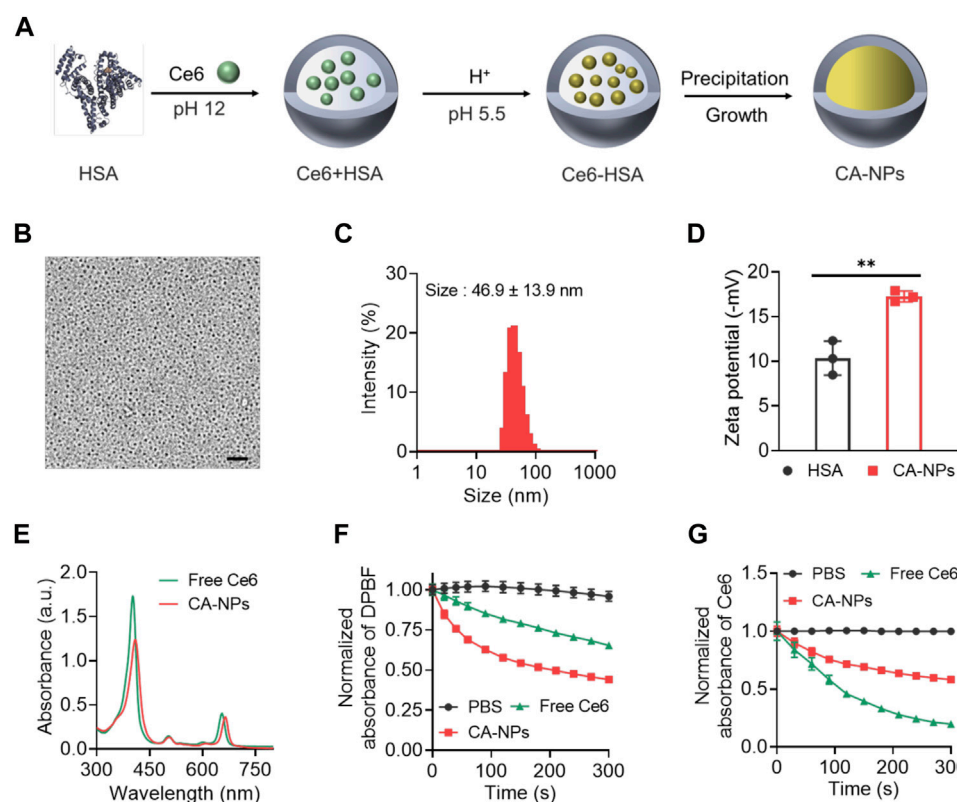 A
Ce6
pH 12
H⁺
pH 5.5
Precipitation
Growth
HSA
Ce6+HSA
Ce6-HSA
CA-NPs
B
C
Size : 46.9 ± 13.9 nm
Intensity (%)
30
20
10
0
1
10
100
1000
Size (nm)
D
**
Zeta potential (-mV)
20
15
10
5
0
HSA
CA-NPs
E
Free Ce6
CA-NPs
Absorbance (a.u.)
2.0
1.5
1.0
0.5
0.0
300
450
600
750
Wavelength (nm)
F
Normalized
absorbance of DPBF
1.00
0.75
0.50
0.25
0.00
PBS
Free Ce6
CA-NPs
0
100
200
300
Time (s)
G
Normalized
absorbance of Ce6
1.5
1.0
0.5
0.0
PBS
Free Ce6
CA-NPs
0
100
200
300
Time (s)